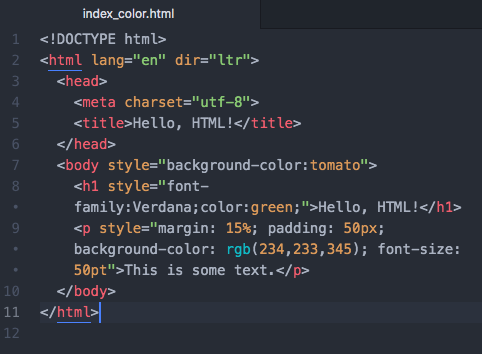 index_color.html
1 <!DOCTYPE html>
2 <html lang="en" dir="ltr">
3 <head>
4 <meta charset="utf-8">
5 <title>Hello, HTML!</title>
6 </head>
7 <body style="background-color:tomato">
8 <h1 style="font-
• family:Verdana;color:green;">Hello, HTML!</h1>
9 <p style="margin: 15%; padding: 50px;
• background-color: rgb(234,233,345); font-size:
• 50pt">This is some text.</p>
10 </body>
11 </html>
12